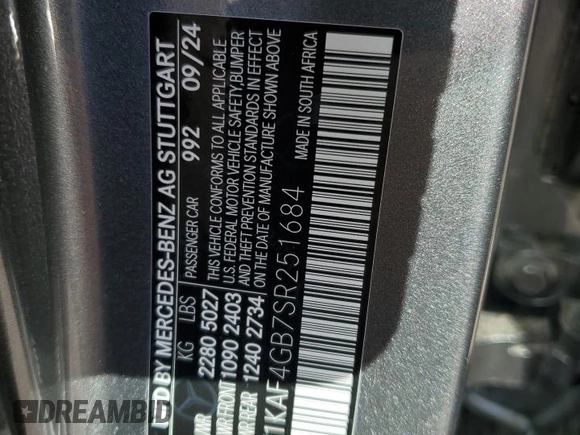 ED BY MERCEDES-BENZ AG STUTTGART
992 09/24
KG LBS PASSENGER CAR
2280 5027 THIS VEHICLE CONFORMS TO ALL APPLICABLE
FRONT 1090 2403 U.S. FEDERAL MOTOR VEHICLE SAFETY, BUMPER
REAR 1240 2734 AND THEFT PREVENTION STANDARDS IN EFFECT
ON THE DATE OF MANUFACTURE SHOWN ABOVE
1KAF4GB7SR251684 MADE IN SOUTH AFRICA
DREAMBID